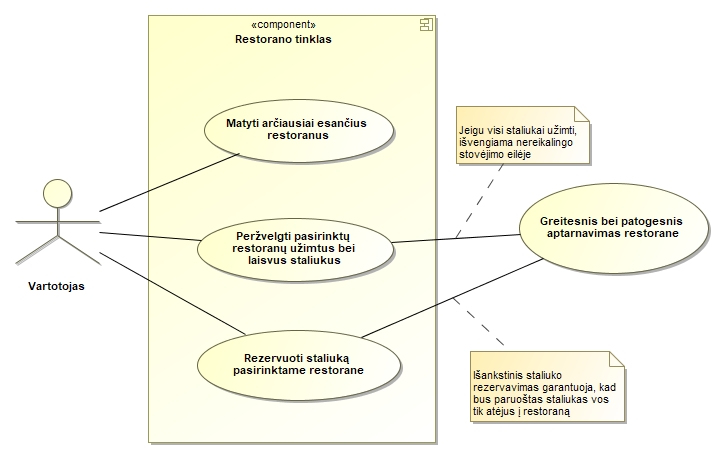 «component»
Restorano tinklas
Matyti arčiausiai esančius
restoranus
Jeigu visi staliukai užimti,
išvengiama nereikalingo
stovėjimo eilėje
Greitesnis bei patogesnis
aptarnavimas restorane
Peržvelgti pasirinktų
restoranų užimtus bei
laisvus staliukus
Vartotojas
Rezervuoti staliuką
pasirinktame restorane
Išankstinis staliuko
rezervavimas garantuoja, kad
bus paruoštas staliukas vos
tik atėjus į restoraną